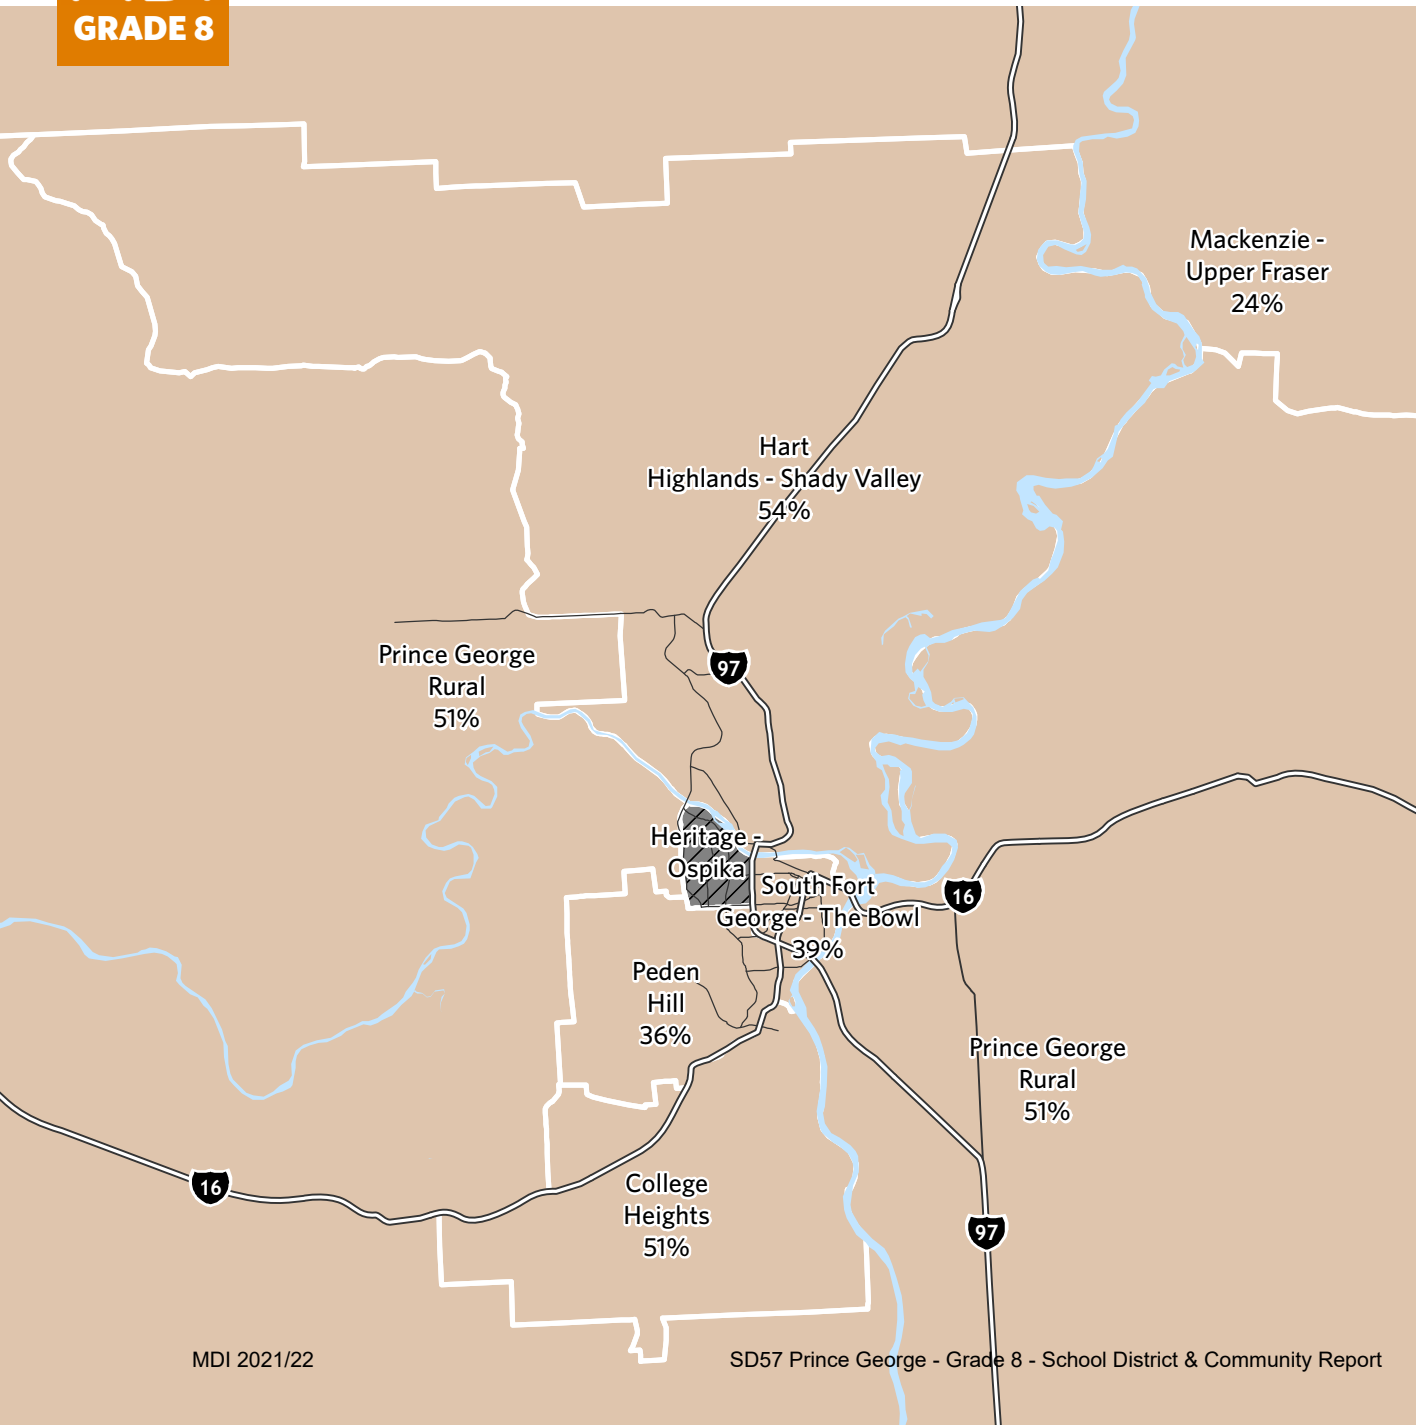 GRADE 8
Mackenzie -
Upper Fraser
24%
Hart
Highlands - Shady Valley
54%
Prince George
Rural
51%
97
Heritage -
Ospika
South Fort
George - The Bowl
39%
16
Peden
Hill
36%
Prince George
Rural
51%
16
College
Heights
51%
97
MDI 2021/22
SD57 Prince George - Grade 8 - School District & Community Report